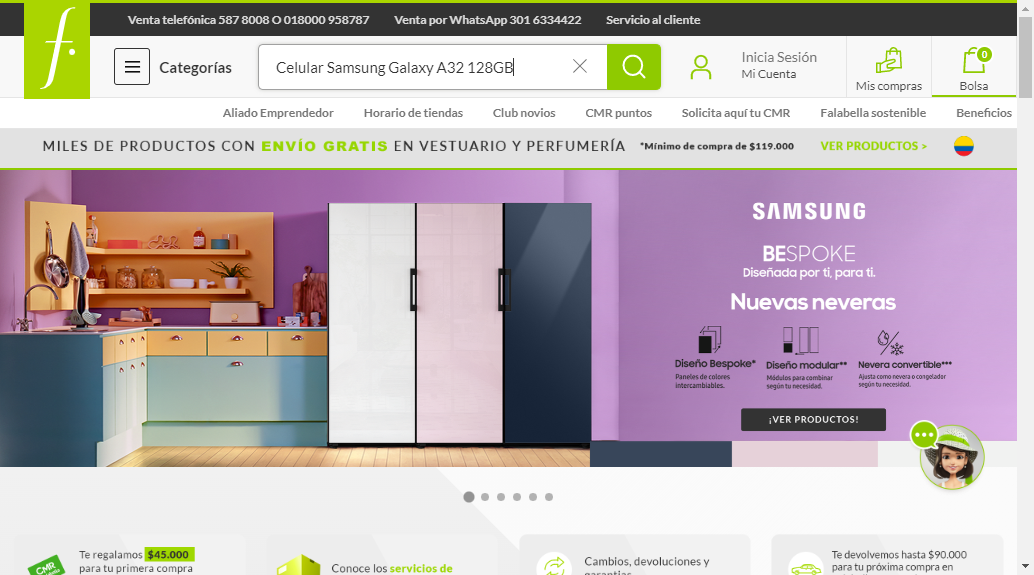 Venta telefónica 587 8008 O 018000 958787 Venta por WhatsApp 301 6334422 Servicio al cliente
f.
Categorías
Celular Samsung Galaxy A32 128GB
Inicia Sesión
Mi Cuenta
Mis compras
0
Bolsa
Aliado Emprendedor Horario de tiendas Club novios CMR puntos Solicita aquí tu CMR Falabella sostenible Beneficios
MILES DE PRODUCTOS CON ENVÍO GRATIS EN VESTUARIO Y PERFUMERÍA *Mínimo de compra de $119.000 VER PRODUCTOS >
SAMSUNG
BESPOKE
Diseñada por ti, para ti.
Nuevas neveras
Diseño Bespoke*
Paneles de colores
intercambiables.
Diseño modular**
Módulos para combinar
según tu necesidad.
Nevera convertible***
Ajusta como nevera o congelador
según tu necesidad.
¡VER PRODUCTOS!
CMR
Te regalamos $45.000
para tu primera compra
Conoce los servicios de
Cambios, devoluciones y
garantías
Te devolvemos hasta $90.000
para tu próxima compra en